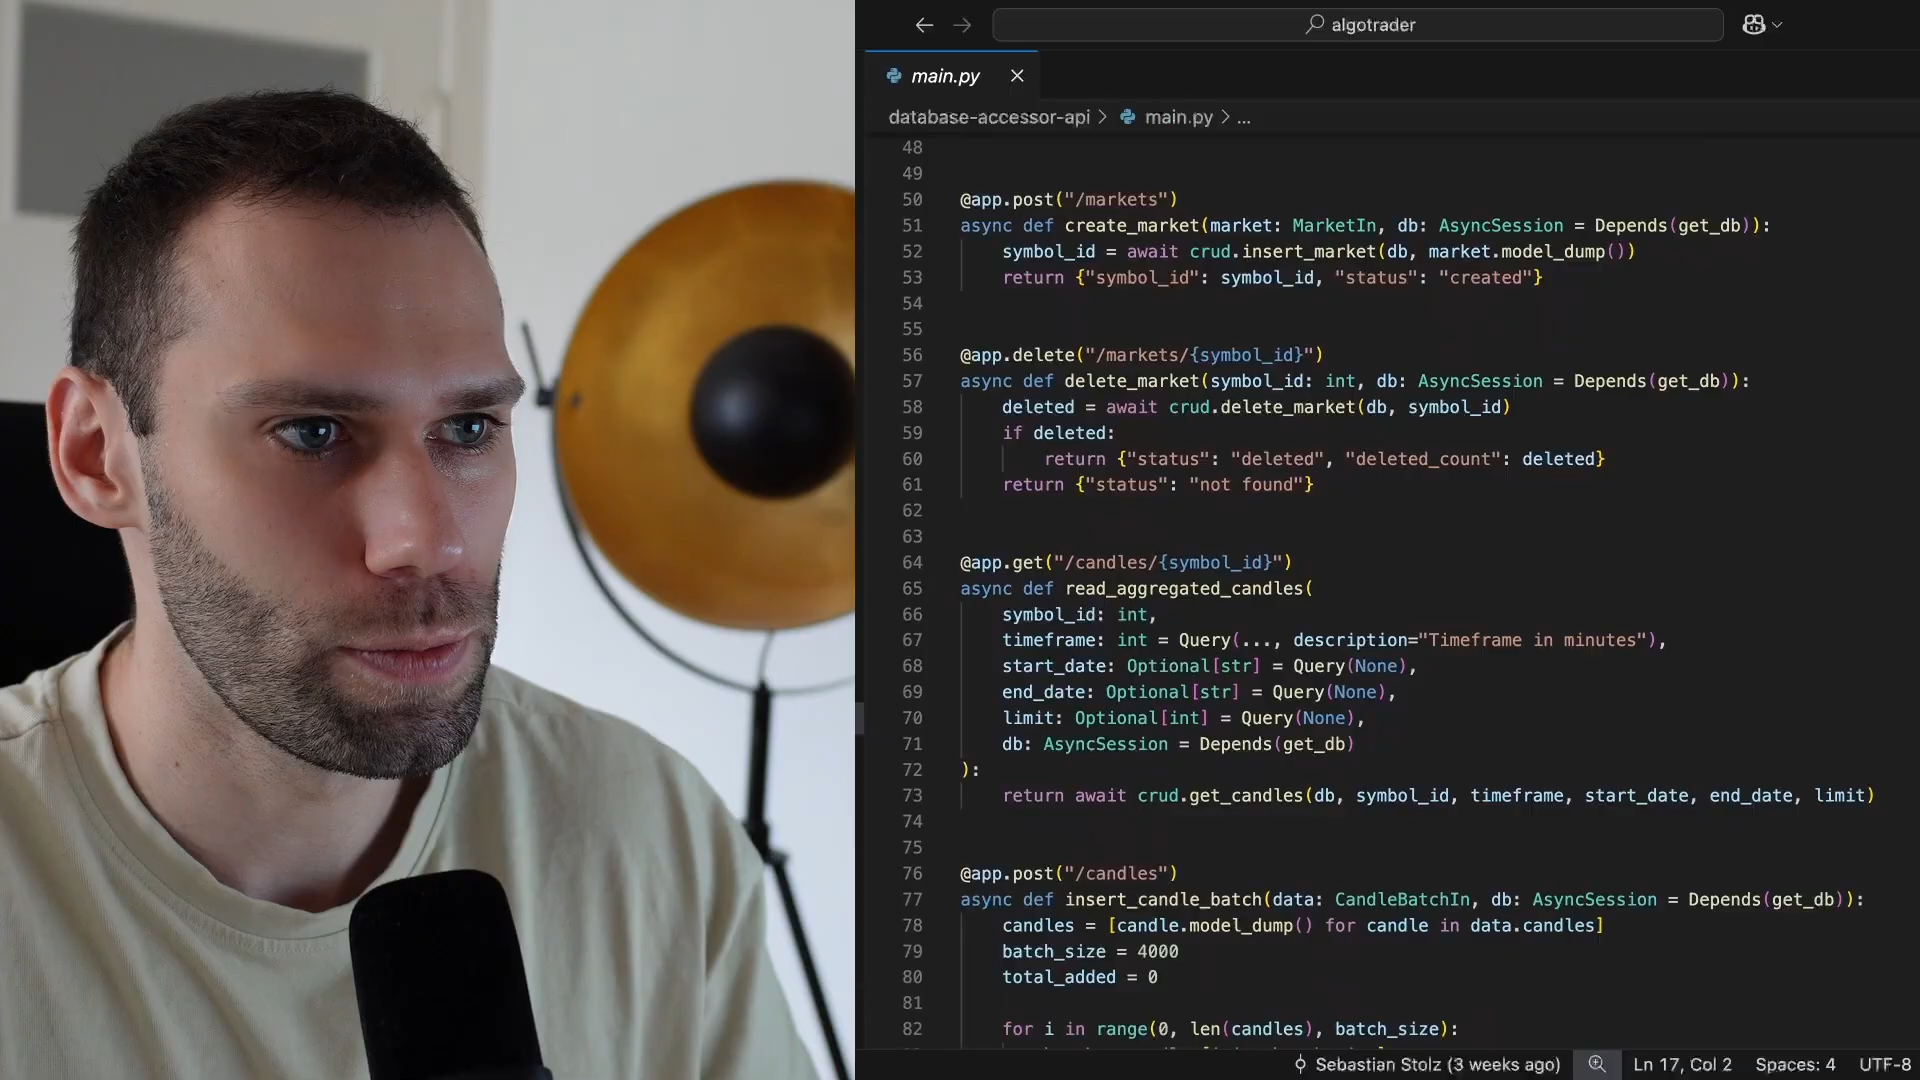 algotrader
main.py
database-accessor-api > main.py > ...
48
49
50 @app.post("/markets")
51 async def create_market(market: MarketIn, db: AsyncSession = Depends(get_db)):
52 symbol_id = await crud.insert_market(db, market.model_dump())
53 return {"symbol_id": symbol_id, "status": "created"}
54
55
56 @app.delete("/markets/{symbol_id}")
57 async def delete_market(symbol_id: int, db: AsyncSession = Depends(get_db)):
58 deleted = await crud.delete_market(db, symbol_id)
59 if deleted:
60 return {"status": "deleted", "deleted_count": deleted}
61 return {"status": "not found"}
62
63
64 @app.get("/candles/{symbol_id}")
65 async def read_aggregated_candles(
66 symbol_id: int,
67 timeframe: int = Query(..., description="Timeframe in minutes"),
68 start_date: Optional[str] = Query(None),
69 end_date: Optional[str] = Query(None),
70 limit: Optional[int] = Query(None),
71 db: AsyncSession = Depends(get_db)
72 ):
73 return await crud.get_candles(db, symbol_id, timeframe, start_date, end_date, limit)
74
75
76 @app.post("/candles")
77 async def insert_candle_batch(data: CandleBatchIn, db: AsyncSession = Depends(get_db)):
78 candles = [candle.model_dump() for candle in data.candles]
79 batch_size = 4000
80 total_added = 0
81
82 for i in range(0, len(candles), batch_size):
Sebastian Stolz (3 weeks ago) Ln 17, Col 2 Spaces: 4 UTF-8